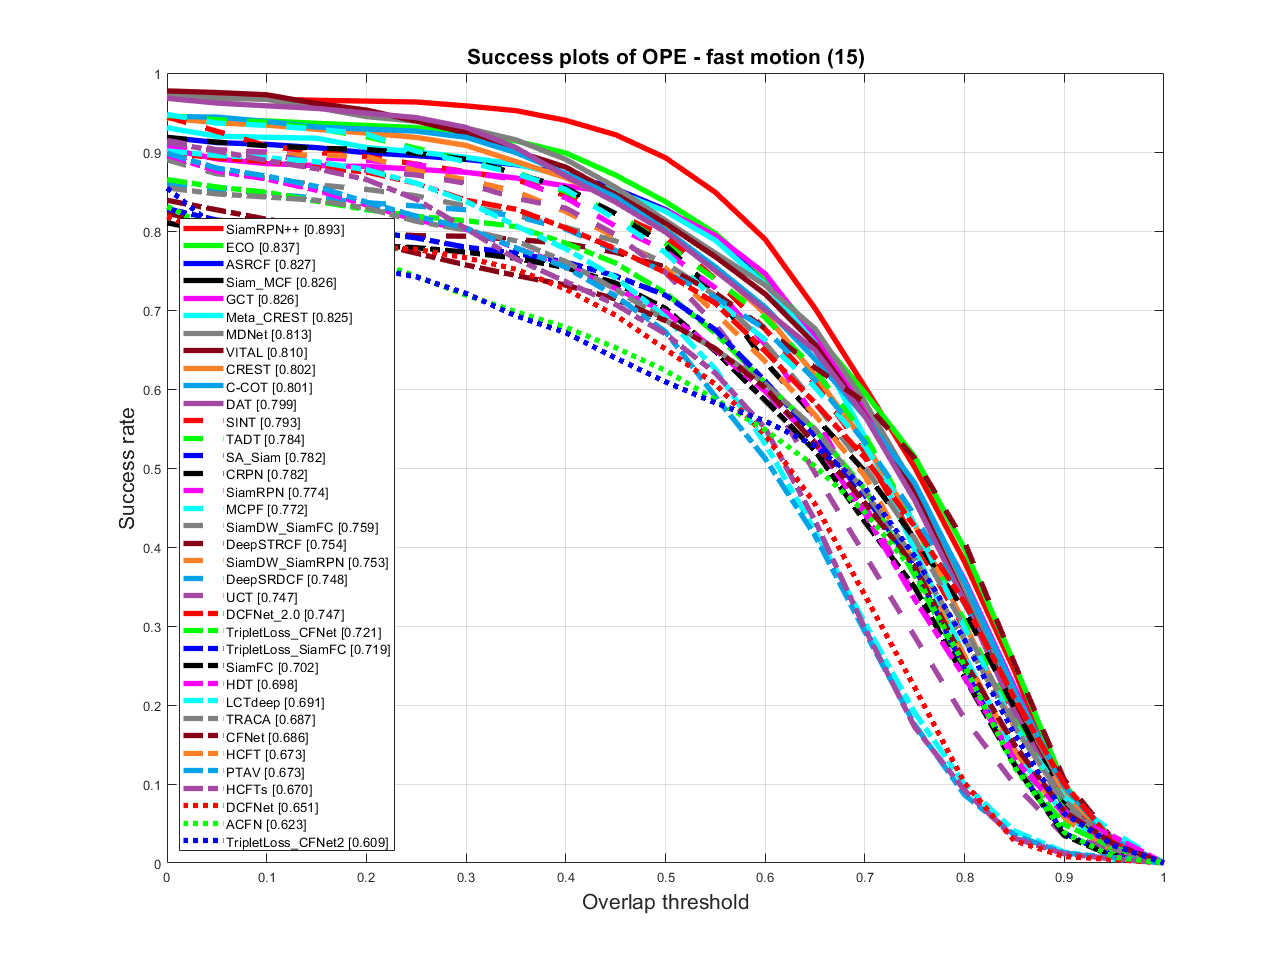 Success plots of OPE - fast motion (15)
Success rate
1
0.9
0.8
0.7
0.6
0.5
0.4
0.3
0.2
0.1
0
SiamRPN++ [0.893]
ECO [0.837]
ASRCF [0.827]
Siam_MCF [0.826]
GCT [0.826]
Meta_CREST [0.825]
MDNet [0.813]
VITAL [0.810]
CREST [0.802]
C-COT [0.801]
DAT [0.799]
SINT [0.793]
TADT [0.784]
SA_Siam [0.782]
CRPN [0.782]
SiamRPN [0.774]
MCPF [0.772]
SiamDW_SiamFC [0.759]
DeepSTRCF [0.754]
SiamDW_SiamRPN [0.753]
DeepSRDCF [0.748]
UCT [0.747]
DCFNet_2.0 [0.747]
TripletLoss_CFNet [0.721]
TripletLoss_SiamFC [0.719]
SiamFC [0.702]
HDT [0.698]
LCTdeep [0.691]
TRACA [0.687]
CFNet [0.686]
HCFT [0.673]
PTAV [0.673]
HCFTs [0.670]
DCFNet [0.651]
ACFN [0.623]
TripletLoss_CFNet2 [0.609]
0 0.1 0.2 0.3 0.4 0.5 0.6 0.7 0.8 0.9 1
Overlap threshold